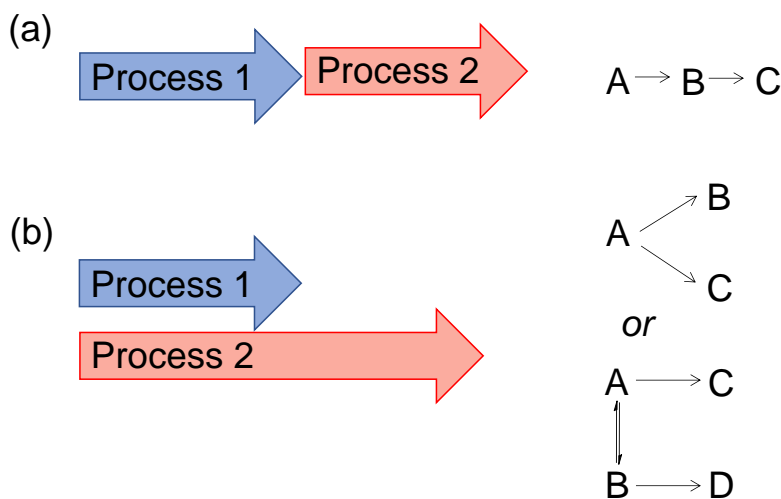 (a)
Process 1
Process 2
A → B → C
(b)
Process 1
Process 2
B
A
C
or
A → C
B → D